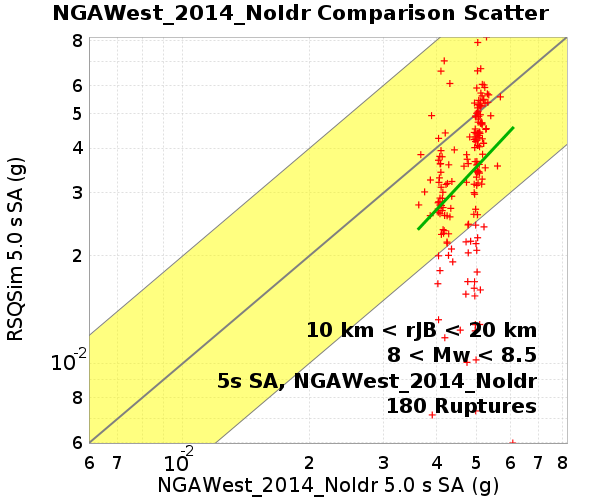 NGAWest_2014_NoIdr Comparison Scatter
RSQSim 5.0 s SA (g)
8
6
5
4
3
2
10-2
8
6
10 km < rJB < 20 km
8 < Mw < 8.5
5s SA, NGAWest_2014_NoIdr
180 Ruptures
6 7 10-2 2 3 4 5 6 7 8
NGAWest_2014_NoIdr 5.0 s SA (g)